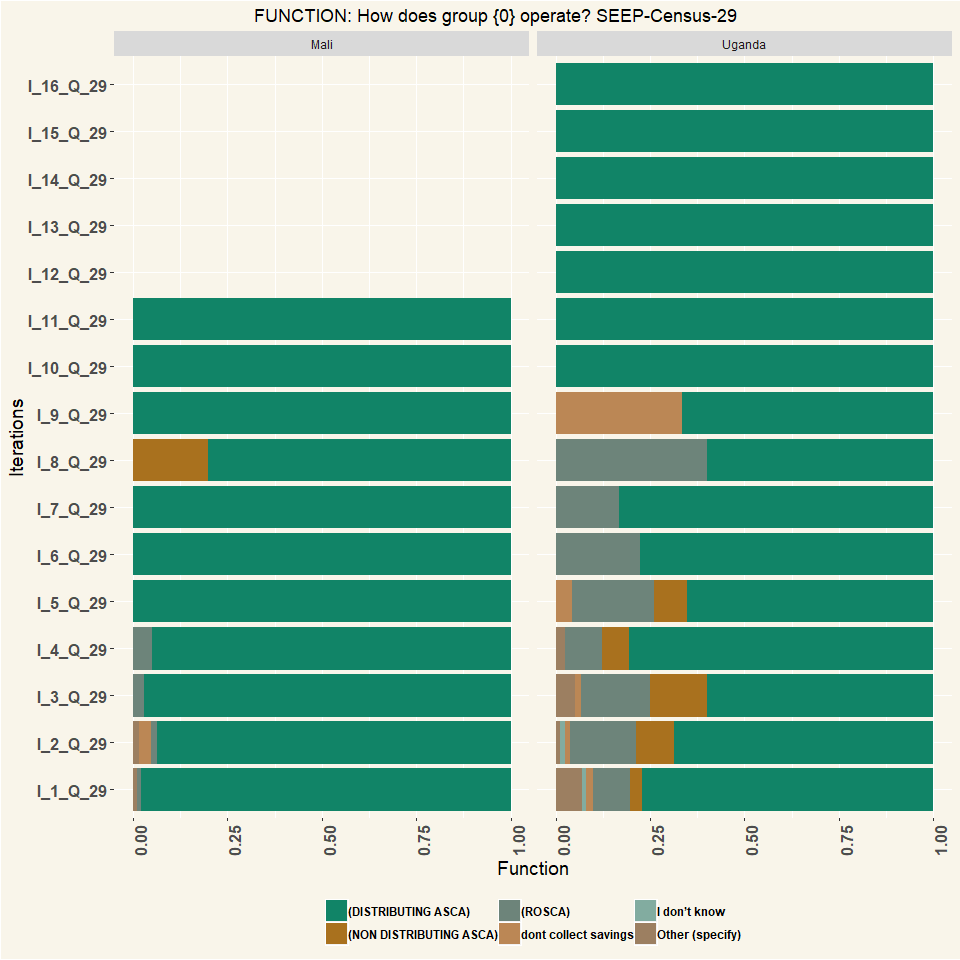 FUNCTION: How does group {0} operate? SEEP-Census-29
Mali
Uganda
Iterations
I_16_Q_29
I_15_Q_29
I_14_Q_29
I_13_Q_29
I_12_Q_29
I_11_Q_29
I_10_Q_29
I_9_Q_29
I_8_Q_29
I_7_Q_29
I_6_Q_29
I_5_Q_29
I_4_Q_29
I_3_Q_29
I_2_Q_29
I_1_Q_29
0.00 0.25 0.50 0.75 1.00
0.00 0.25 0.50 0.75 1.00
Function
(DISTRIBUTING ASCA) (ROSCA) I don't know
(NON DISTRIBUTING ASCA) dont collect savings Other (specify)